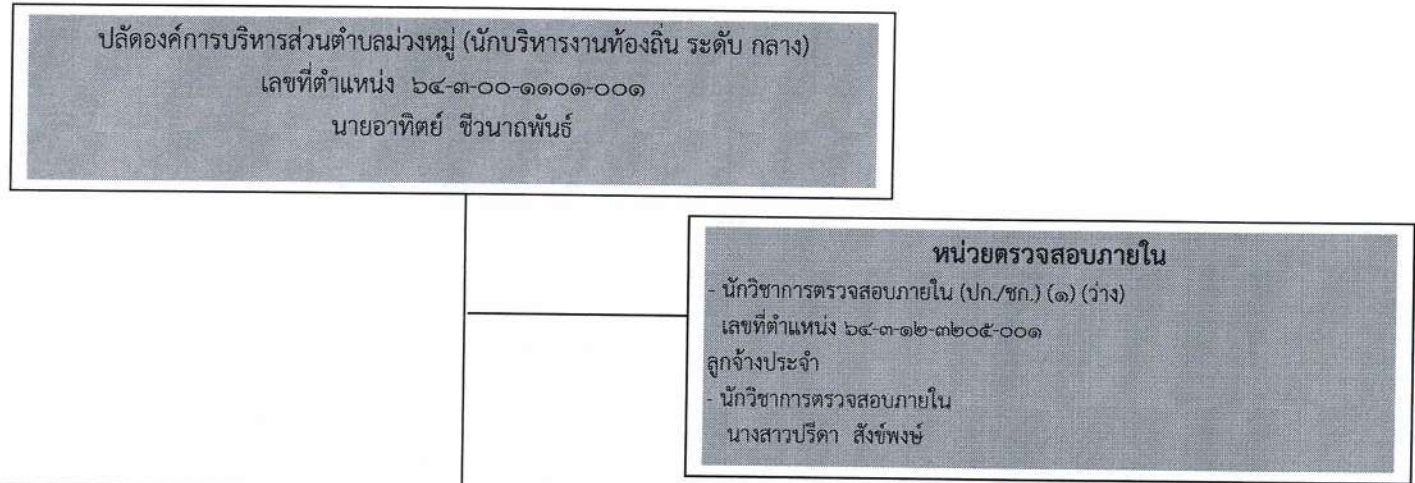 ปลัดองค์การบริหารส่วนตำบลม่วงหมู่ (นักบริหารงานท้องถิ่น ระดับ กลาง)
เลขที่ตำแหน่ง ๖๔-๓-๐๐-๑๑๐๑-๐๐๑
นายอาทิตย์ ชีวนาถพันธ์
หน่วยตรวจสอบภายใน
- นักวิชาการตรวจสอบภายใน (ปก./ชก.) (๑) (ว่าง)
เลขที่ตำแหน่ง ๖๔-๓-๑๒-๓๒๐๕-๐๐๑
ลูกจ้างประจำ
- นักวิชาการตรวจสอบภายใน
นางสาวปรีดา สังข์พงษ์